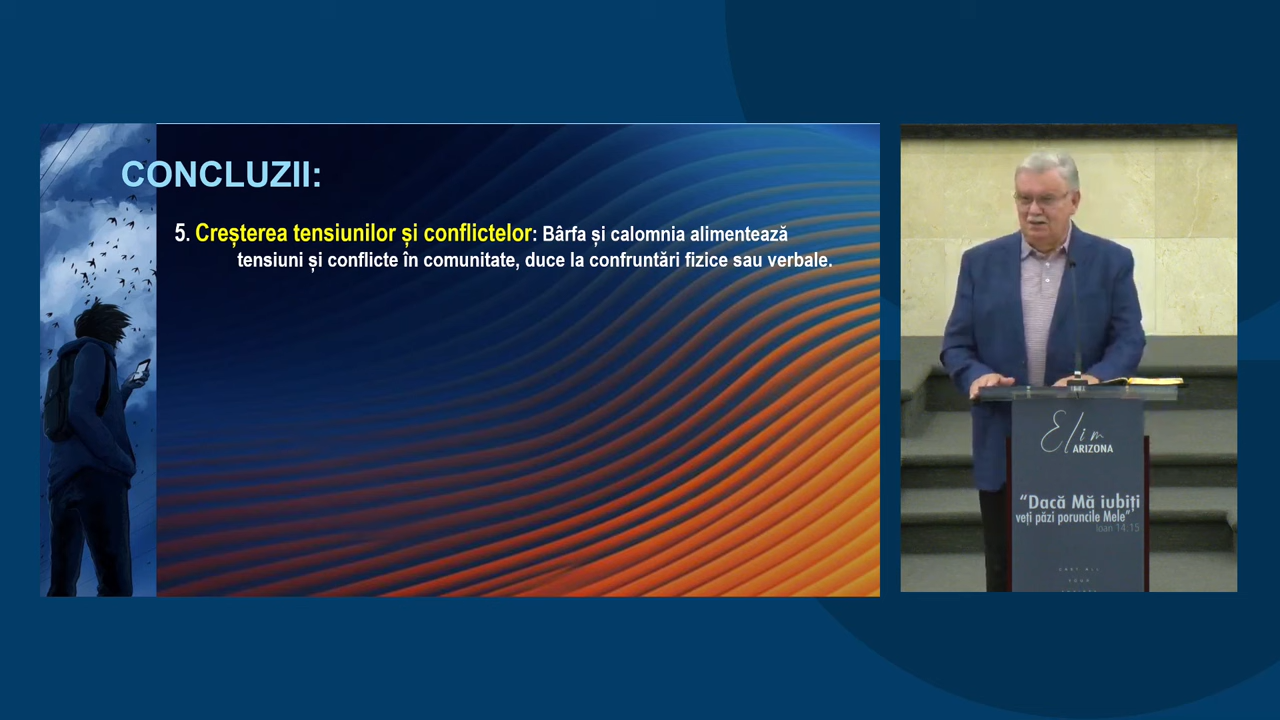 CONCLUZII:
5. Creșterea tensiunilor și conflictelor: Bârfa și calomnia alimentează
tensiuni și conflicte în comunitate, duce la confruntări fizice sau verbale.
Elim
ARIZONA
“Dacă Mă iubiți
veți păzi poruncile Mele”
Ioan 14:15